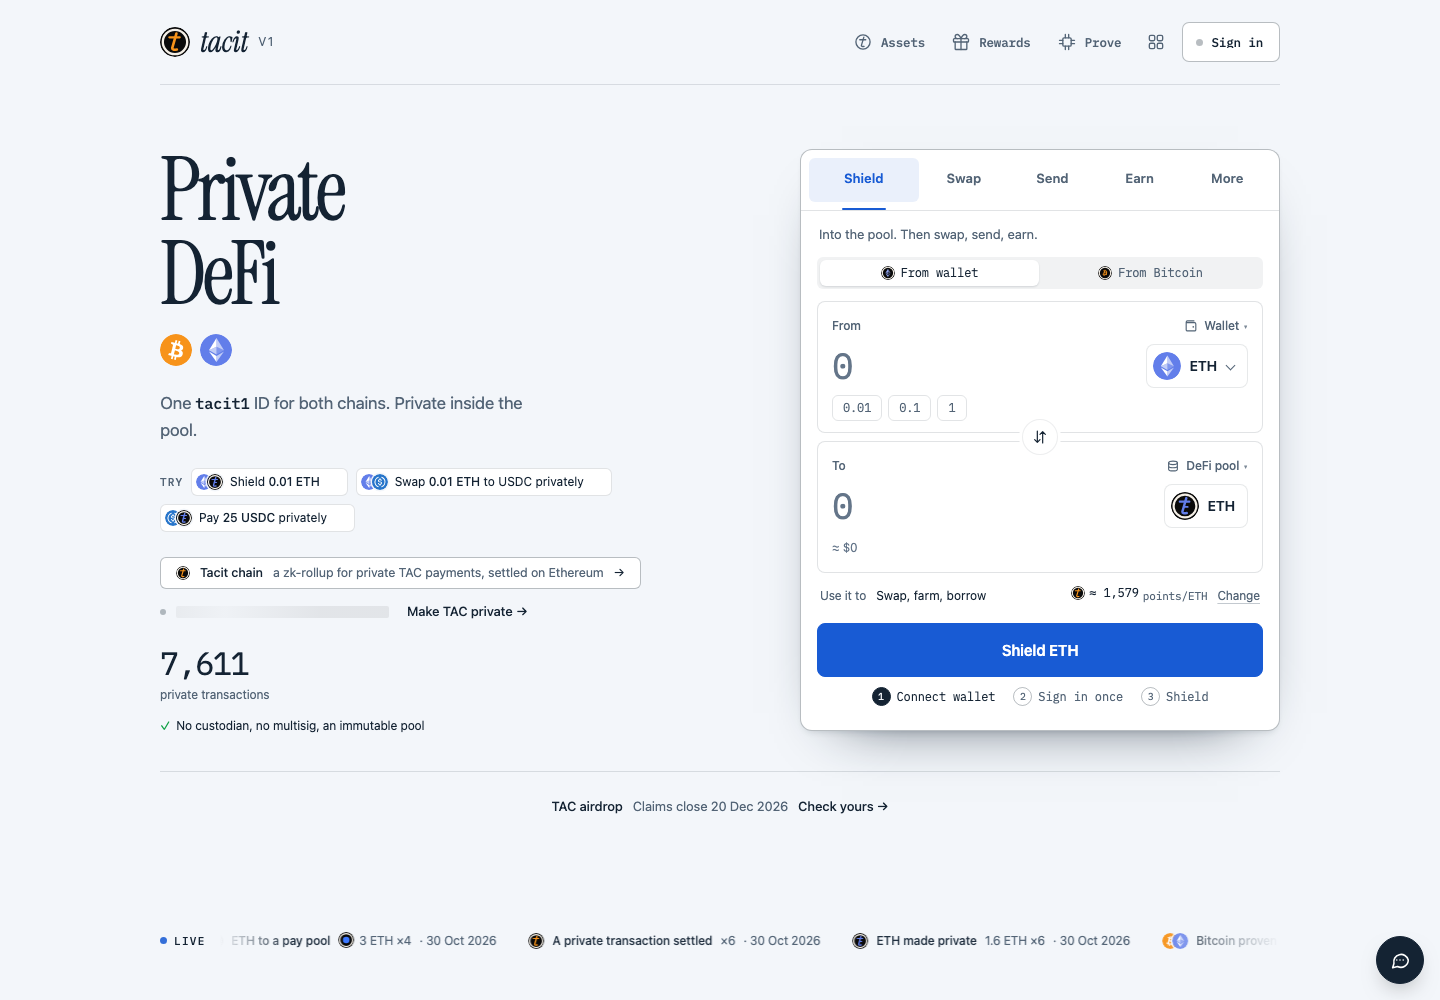 tacit V1
Assets
Rewards
Prove
Sign in
Private
DeFi
One tacit1 ID for both chains. Private inside the
pool.
TRY
Shield 0.01 ETH
Swap 0.01 ETH to USDC privately
Pay 25 USDC privately
Tacit chain a zk-rollup for private TAC payments, settled on Ethereum →
Make TAC private →
7,611
private transactions
✓ No custodian, no multisig, an immutable pool
Shield
Swap
Send
Earn
More
Into the pool. Then swap, send, earn.
From wallet
From Bitcoin
From
Wallet
0
ETH
0.01
0.1
1
To
DeFi pool
0
ETH
≈ $0
Use it to Swap, farm, borrow
≈ 1,579 points/ETH Change
Shield ETH
1 Connect wallet
2 Sign in once
3 Shield
TAC airdrop Claims close 20 Dec 2026 Check yours →
LIVE
ETH to a pay pool 3 ETH ×4 · 30 Oct 2026
A private transaction settled ×6 · 30 Oct 2026
ETH made private 1.6 ETH ×6 · 30 Oct 2026
Bitcoin proven